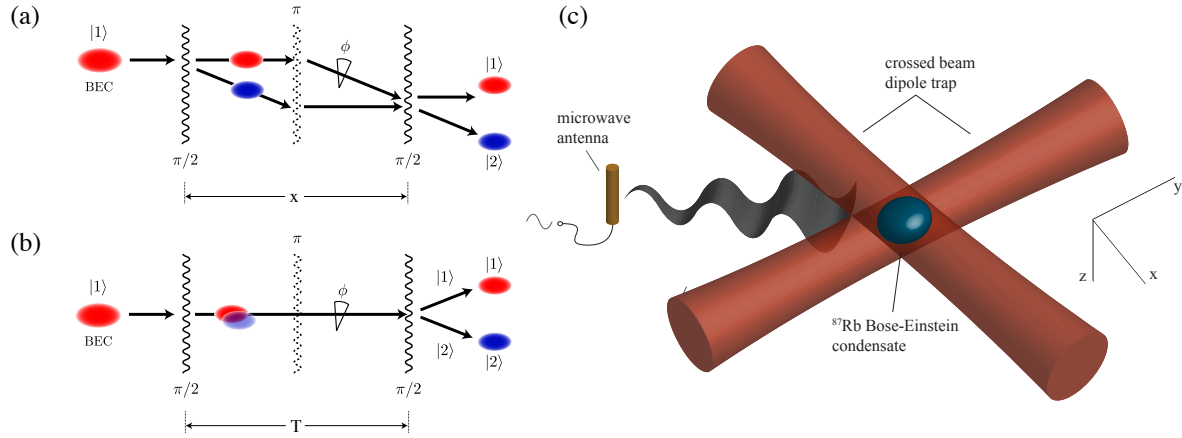 (a)
|1⟩
BEC
π/2
π
ϕ
π/2
|1⟩
|2⟩
x
(b)
|1⟩
BEC
π/2
π
ϕ
|1⟩
|2⟩
π/2
|1⟩
|2⟩
T
(c)
microwave
antenna
crossed beam
dipole trap
⁸⁷Rb Bose-Einstein
condensate
y
z
x